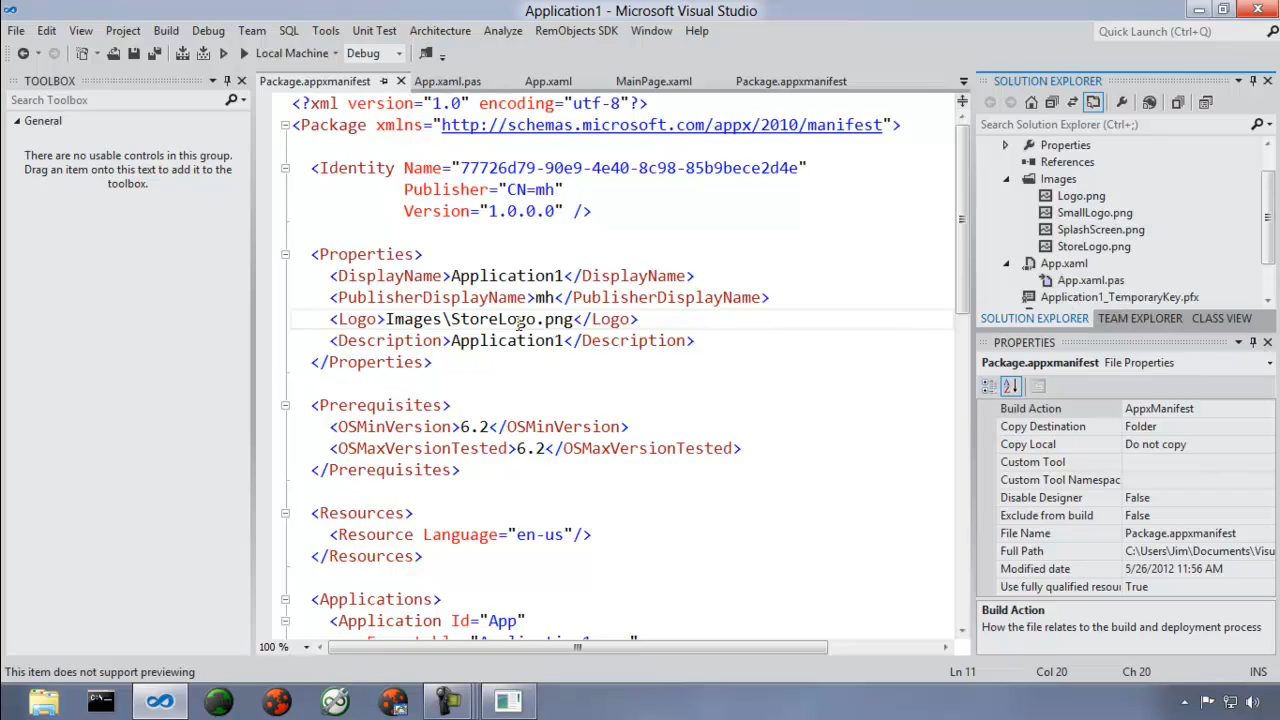 Application1 - Microsoft Visual Studio
File Edit View Project Build Debug Team SQL Tools Unit Test Architecture Analyze RemObjects SDK Window Help
Quick Launch (Ctrl+;)
Local Machine Debug
TOOLBOX
Search Toolbox
General
There are no usable controls in this group.
Drag an item onto this text to add it to the
toolbox.
Package.appxmanifest App.xaml.pas App.xaml MainPage.xaml Package.appxmanifest
<?xml version="1.0" encoding="utf-8"?>
<Package xmlns="http://schemas.microsoft.com/appx/2010/manifest">
<Identity Name="77726d79-90e9-4e40-8c98-85b9bece2d4e"
Publisher="CN=mh"
Version="1.0.0.0" />
<Properties>
<DisplayName>Application1</DisplayName>
<PublisherDisplayName>mh</PublisherDisplayName>
<Logo>Images\StoreLogo.png</Logo>
<Description>Application1</Description>
</Properties>
<Prerequisites>
<OSMinVersion>6.2</OSMinVersion>
<OSMaxVersionTested>6.2</OSMaxVersionTested>
</Prerequisites>
<Resources>
<Resource Language="en-us"/>
</Resources>
<Applications>
<Application Id="App"
100 %
SOLUTION EXPLORER
Search Solution Explorer (Ctrl+;)
Properties
References
Images
Logo.png
SmallLogo.png
SplashScreen.png
StoreLogo.png
App.xaml
App.xaml.pas
Application1_TemporaryKey.pfx
SOLUTION EXPLORER TEAM EXPLORER CLASS VIEW
PROPERTIES
Package.appxmanifest File Properties
Build Action AppxManifest
Copy Destination Folder
Copy Local Do not copy
Custom Tool
Custom Tool Namespac
Disable Designer False
Exclude from build False
File Name Package.appxmanifest
Full Path C:\Users\Jim\Documents\Visu
Modified date 5/26/2012 11:56 AM
Use fully qualified resour True
Build Action
How the file relates to the build and deployment process
This item does not support previewing
Ln 11 Col 20 Ch 20 INS